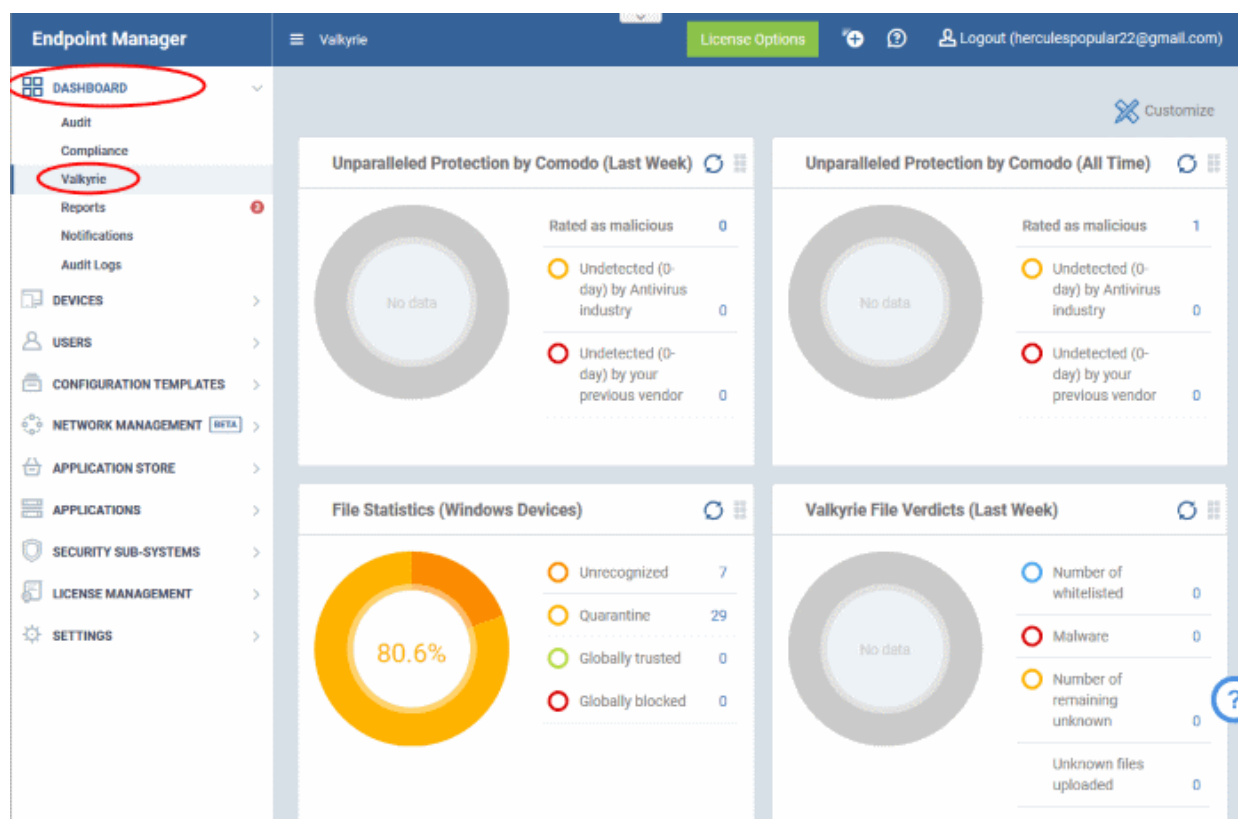 Endpoint Manager
Valkyrie
License Options
Logout (herculespopular22@gmail.com)
DASHBOARD
Audit
Compliance
Valkyrie
Reports
Notifications
Audit Logs
DEVICES
USERS
CONFIGURATION TEMPLATES
NETWORK MANAGEMENT BETA
APPLICATION STORE
APPLICATIONS
SECURITY SUB-SYSTEMS
LICENSE MANAGEMENT
SETTINGS
Customize
Unparalleled Protection by Comodo (Last Week)
No data
Rated as malicious 0
Undetected (0-
day) by Antivirus
industry 0
Undetected (0-
day) by your
previous vendor 0
Unparalleled Protection by Comodo (All Time)
No data
Rated as malicious 1
Undetected (0-
day) by Antivirus
industry 0
Undetected (0-
day) by your
previous vendor 0
File Statistics (Windows Devices)
80.6%
Unrecognized 7
Quarantine 29
Globally trusted 0
Globally blocked 0
Valkyrie File Verdicts (Last Week)
No data
Number of
whitelisted 0
Malware 0
Number of
remaining
unknown 0
Unknown files
uploaded 0
?